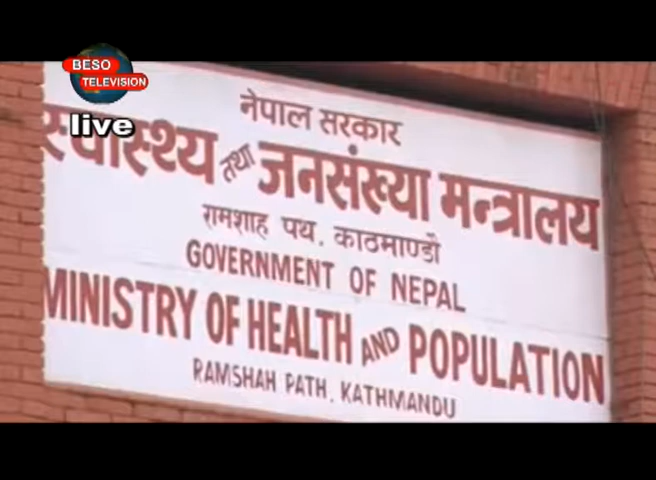 BESO
TELEVISION
live
नेपाल सरकार
स्वास्थ्य तथा जनसंख्या मन्त्रालय
रामशाह पथ, काठमाण्डौ
GOVERNMENT OF NEPAL
MINISTRY OF HEALTH AND POPULATION
RAMSHAH PATH, KATHMANDU